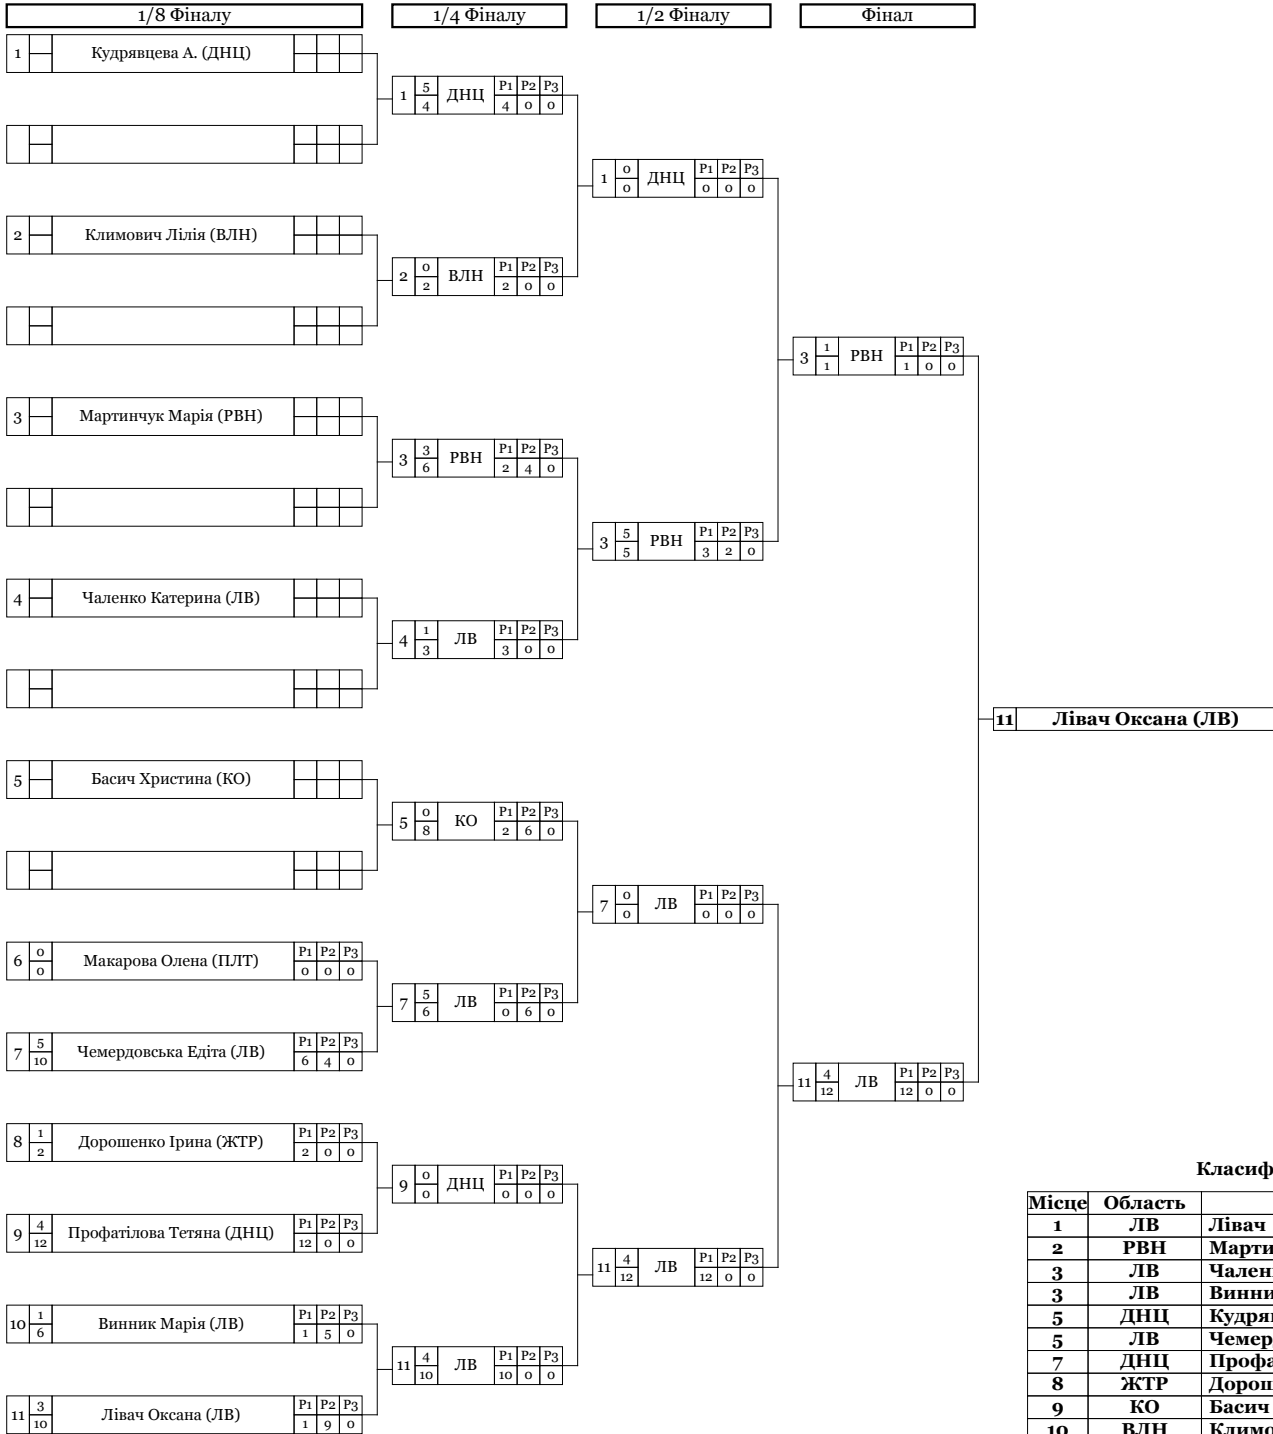 1/8 Фіналу
1/4 Фіналу
1/2 Фіналу
Фінал
1 Кудрявцева А. (ДНЦ)
1 5 ДНЦ P1 P2 P3
4 4 0 0
1 0 ДНЦ P1 P2 P3
0 0 0 0
2 Климович Лілія (ВЛН)
2 0 ВЛН P1 P2 P3
2 2 0 0
3 1 РВН P1 P2 P3
1 1 0 0
3 Мартинчук Марія (РВН)
3 3 РВН P1 P2 P3
6 2 4 0
3 5 РВН P1 P2 P3
5 3 2 0
4 Чаленко Катерина (ЛВ)
4 1 ЛВ P1 P2 P3
3 3 0 0
11 Лівач Оксана (ЛВ)
5 Басич Христина (КО)
5 0 КО P1 P2 P3
8 2 6 0
7 0 ЛВ P1 P2 P3
0 0 0 0
6 0 Макарова Олена (ПЛТ) P1 P2 P3
0 0 0 0
7 5 ЛВ P1 P2 P3
6 0 6 0
7 5 Чемердовська Едіта (ЛВ) P1 P2 P3
10 6 4 0
11 4 ЛВ P1 P2 P3
12 12 0 0
8 1 Дорошенко Ірина (ЖТР) P1 P2 P3
2 2 0 0
9 0 ДНЦ P1 P2 P3
0 0 0 0
9 4 Профатілова Тетяна (ДНЦ) P1 P2 P3
12 12 0 0
11 4 ЛВ P1 P2 P3
12 12 0 0
10 1 Винник Марія (ЛВ) P1 P2 P3
6 1 5 0
11 4 ЛВ P1 P2 P3
10 10 0 0
11 3 Лівач Оксана (ЛВ) P1 P2 P3
10 1 9 0
Класиф
Місце Область
1 ЛВ Лівач
2 РВН Марти
3 ЛВ Чален
3 ЛВ Винни
5 ДНЦ Кудря
5 ЛВ Чемер
7 ДНЦ Профа
8 ЖТР Дорош
9 КО Басич
10 ВЛН Климо